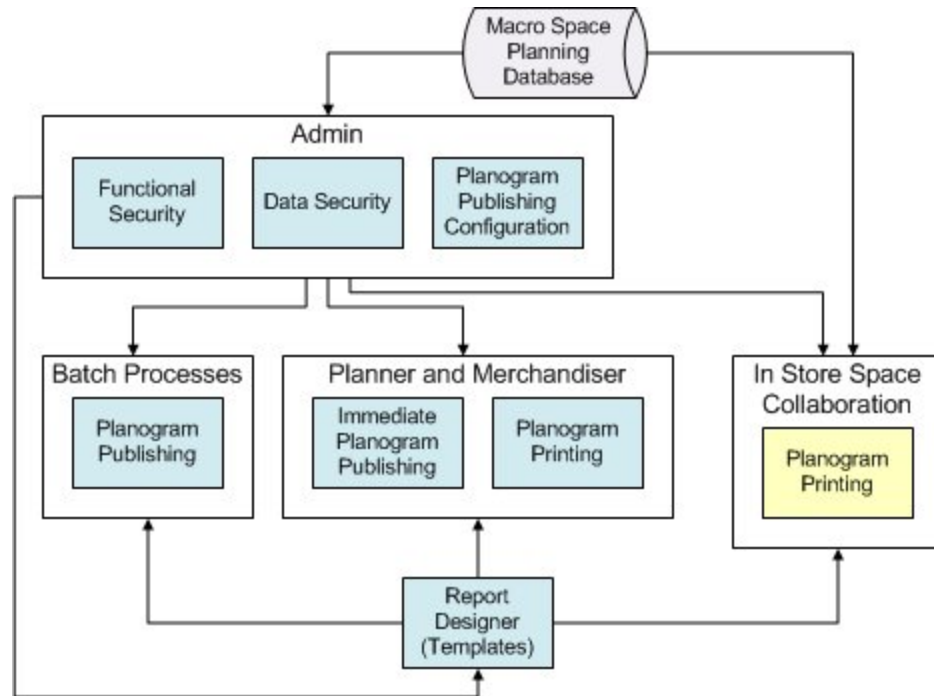 Macro Space
Planning
Database
Admin
Functional
Security
Data Security
Planogram
Publishing
Configuration
Batch Processes
Planogram
Publishing
Planner and Merchandiser
Immediate
Planogram
Publishing
Planogram
Printing
In Store Space
Collaboration
Planogram
Printing
Report
Designer
(Templates)